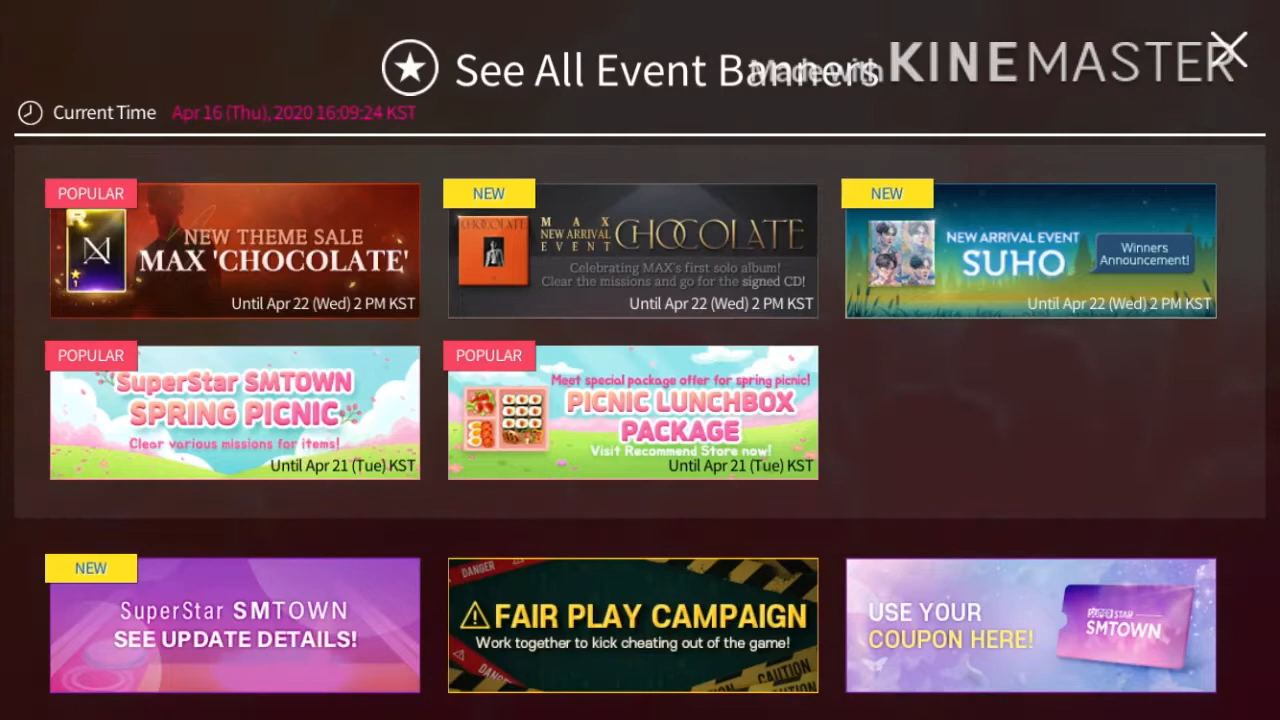 See All Event Banners
Made with KINEMASTER
Current Time Apr 16 (Thu), 2020 16:09:24 KST
POPULAR
R
1
NEW THEME SALE
MAX 'CHOCOLATE'
Until Apr 22 (Wed) 2 PM KST
NEW
CHOCOLATE
MAX
NEW ARRIVAL
EVENT
CHOCOLATE
Celebrating MAX's first solo album!
Clear the missions and go for the signed CD!
Until Apr 22 (Wed) 2 PM KST
NEW
NEW ARRIVAL EVENT
SUHO
Winners
Announcement!
Until Apr 22 (Wed) 2 PM KST
POPULAR
SuperStar SMTOWN
SPRING PICNIC
Clear various missions for items!
Until Apr 21 (Tue) KST
POPULAR
Meet special package offer for spring picnic!
PICNIC LUNCHBOX
PACKAGE
Visit Recommend Store now!
Until Apr 21 (Tue) KST
NEW
SuperStar SMTOWN
SEE UPDATE DETAILS!
DANGER
FAIR PLAY CAMPAIGN
Work together to kick cheating out of the game!
DANGER
CAUTION
CAUTION
USE YOUR
COUPON HERE!
STAR
SMTOWN